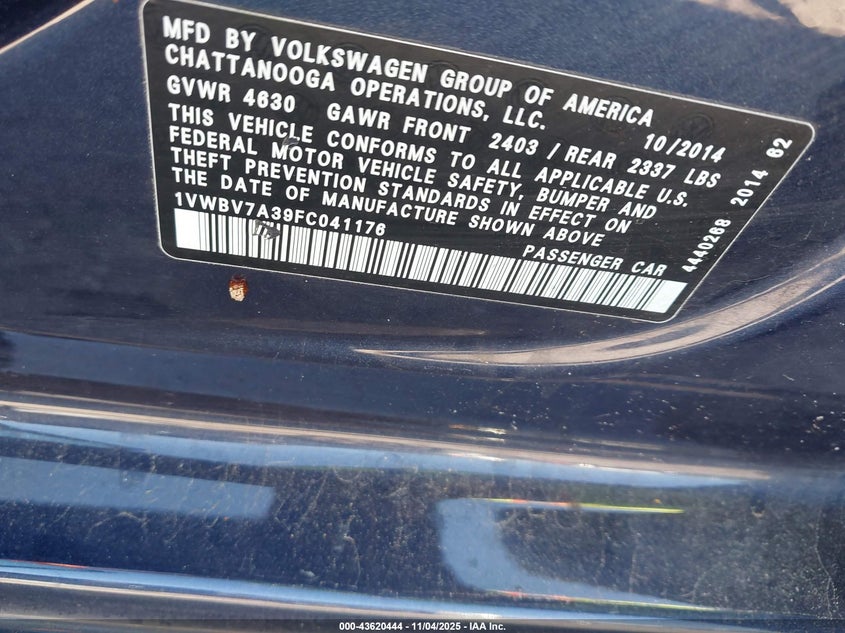 MFD BY VOLKSWAGEN GROUP OF AMERICA
CHATTANOOGA OPERATIONS, LLC.
10/2014
GVWR 4630 GAWR FRONT 2403 / REAR 2337 LBS
THIS VEHICLE CONFORMS TO ALL APPLICABLE U.S.
FEDERAL MOTOR VEHICLE SAFETY, BUMPER AND
THEFT PREVENTION STANDARDS IN EFFECT ON
THE DATE OF MANUFACTURE SHOWN ABOVE
1VWBV7A39FC041176
PASSENGER CAR
4440268 2014 62
000-43620444 - 11/04/2025 - IAA Inc.